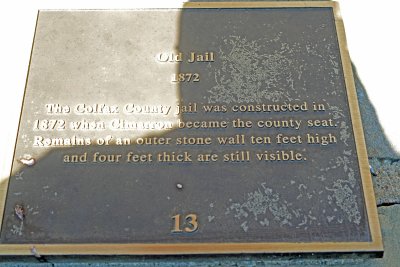 Old Jail
1872
The Colfax County jail was constructed in
1872 when Cimarron became the county seat.
Remains of an outer stone wall ten feet high
and four feet thick are still visible.
13